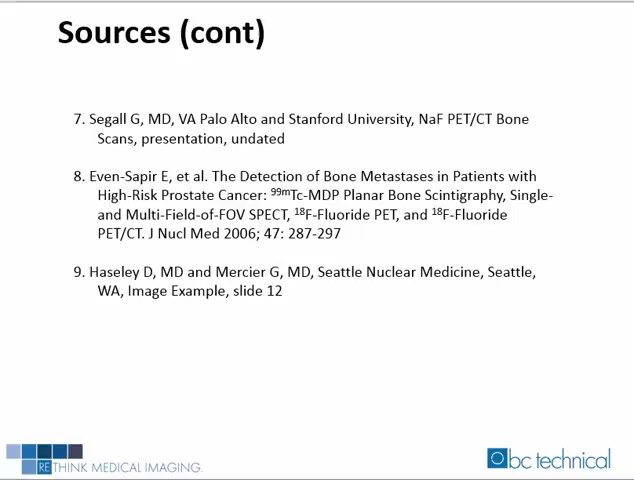 Sources (cont)
7. Segall G, MD, VA Palo Alto and Stanford University, NaF PET/CT Bone
Scans, presentation, undated
8. Even-Sapir E, et al. The Detection of Bone Metastases in Patients with
High-Risk Prostate Cancer: ⁹⁹ᵐTc-MDP Planar Bone Scintigraphy, Single-
and Multi-Field-of-FOV SPECT, ¹⁸F-Fluoride PET, and ¹⁸F-Fluoride
PET/CT. J Nucl Med 2006; 47: 287-297
9. Haseley D, MD and Mercier G, MD, Seattle Nuclear Medicine, Seattle,
WA, Image Example, slide 12
RETHINK MEDICAL IMAGING.
bc technical